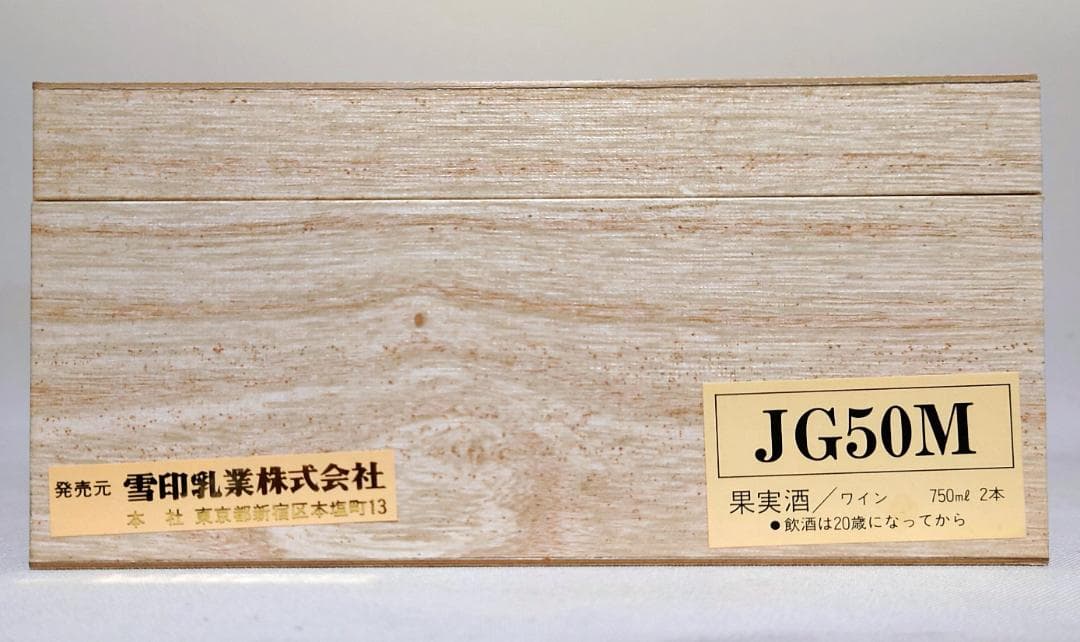 発売元 雪印乳業株式会社
本 社 東京都新宿区本塩町13
JG50M
果実酒／ワイン 750㎖ 2本
●飲酒は20歳になってから